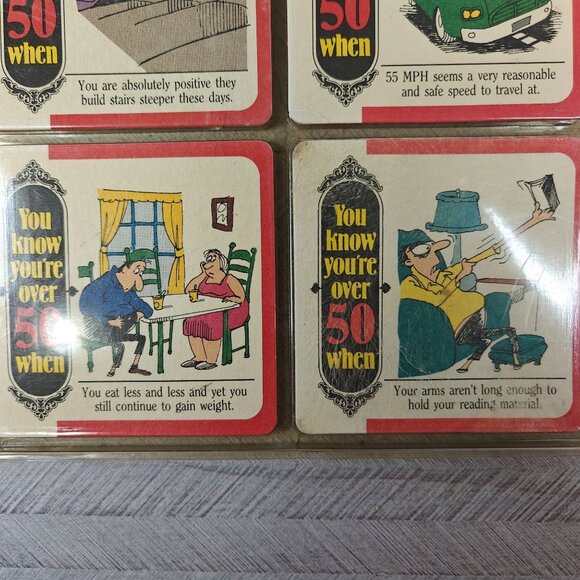 50
when
You are absolutely positive they
build stairs steeper these days.
50
when
55 MPH seems a very reasonable
and safe speed to travel at.
You
know
you're
over
50
when
You eat less and less and yet you
still continue to gain weight.
You
know
you're
over
50
when
Your arms aren't long enough to
hold your reading material.